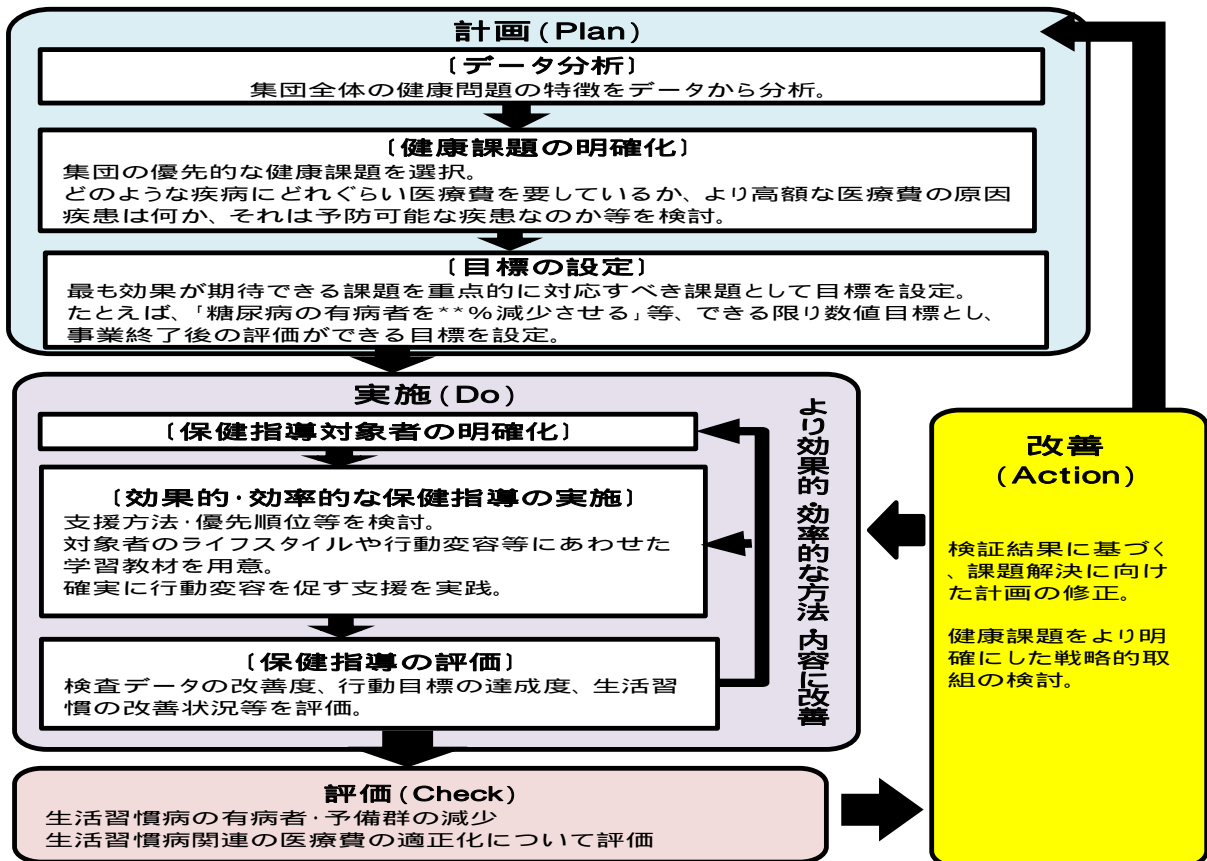 計画(Plan)
〔データ分析〕
集団全体の健康問題の特徴をデータから分析。
〔健康課題の明確化〕
集団の優先的な健康課題を選択。
どのような疾病にどれぐらい医療費を要しているか、より高額な医療費の原因
疾患は何か、それは予防可能な疾患なのか等を検討。
〔目標の設定〕
最も効果が期待できる課題を重点的に対応すべき課題として目標を設定。
たとえば、「糖尿病の有病者を**%減少させる」等、できる限り数値目標とし、
事業終了後の評価ができる目標を設定。
実施(Do)
〔保健指導対象者の明確化〕
〔効果的・効率的な保健指導の実施〕
支援方法・優先順位等を検討。
対象者のライフスタイルや行動変容等にあわせた
学習教材を用意。
確実に行動変容を促す支援を実践。
〔保健指導の評価〕
検査データの改善度、行動目標の達成度、生活習
慣の改善状況等を評価。
より効果的・効率的な方法・内容に改善
評価(Check)
生活習慣病の有病者・予備群の減少
生活習慣病関連の医療費の適正化について評価
改善
(Action)
検証結果に基づく
、課題解決に向け
た計画の修正。
健康課題をより明
確にした戦略的取
組の検討。